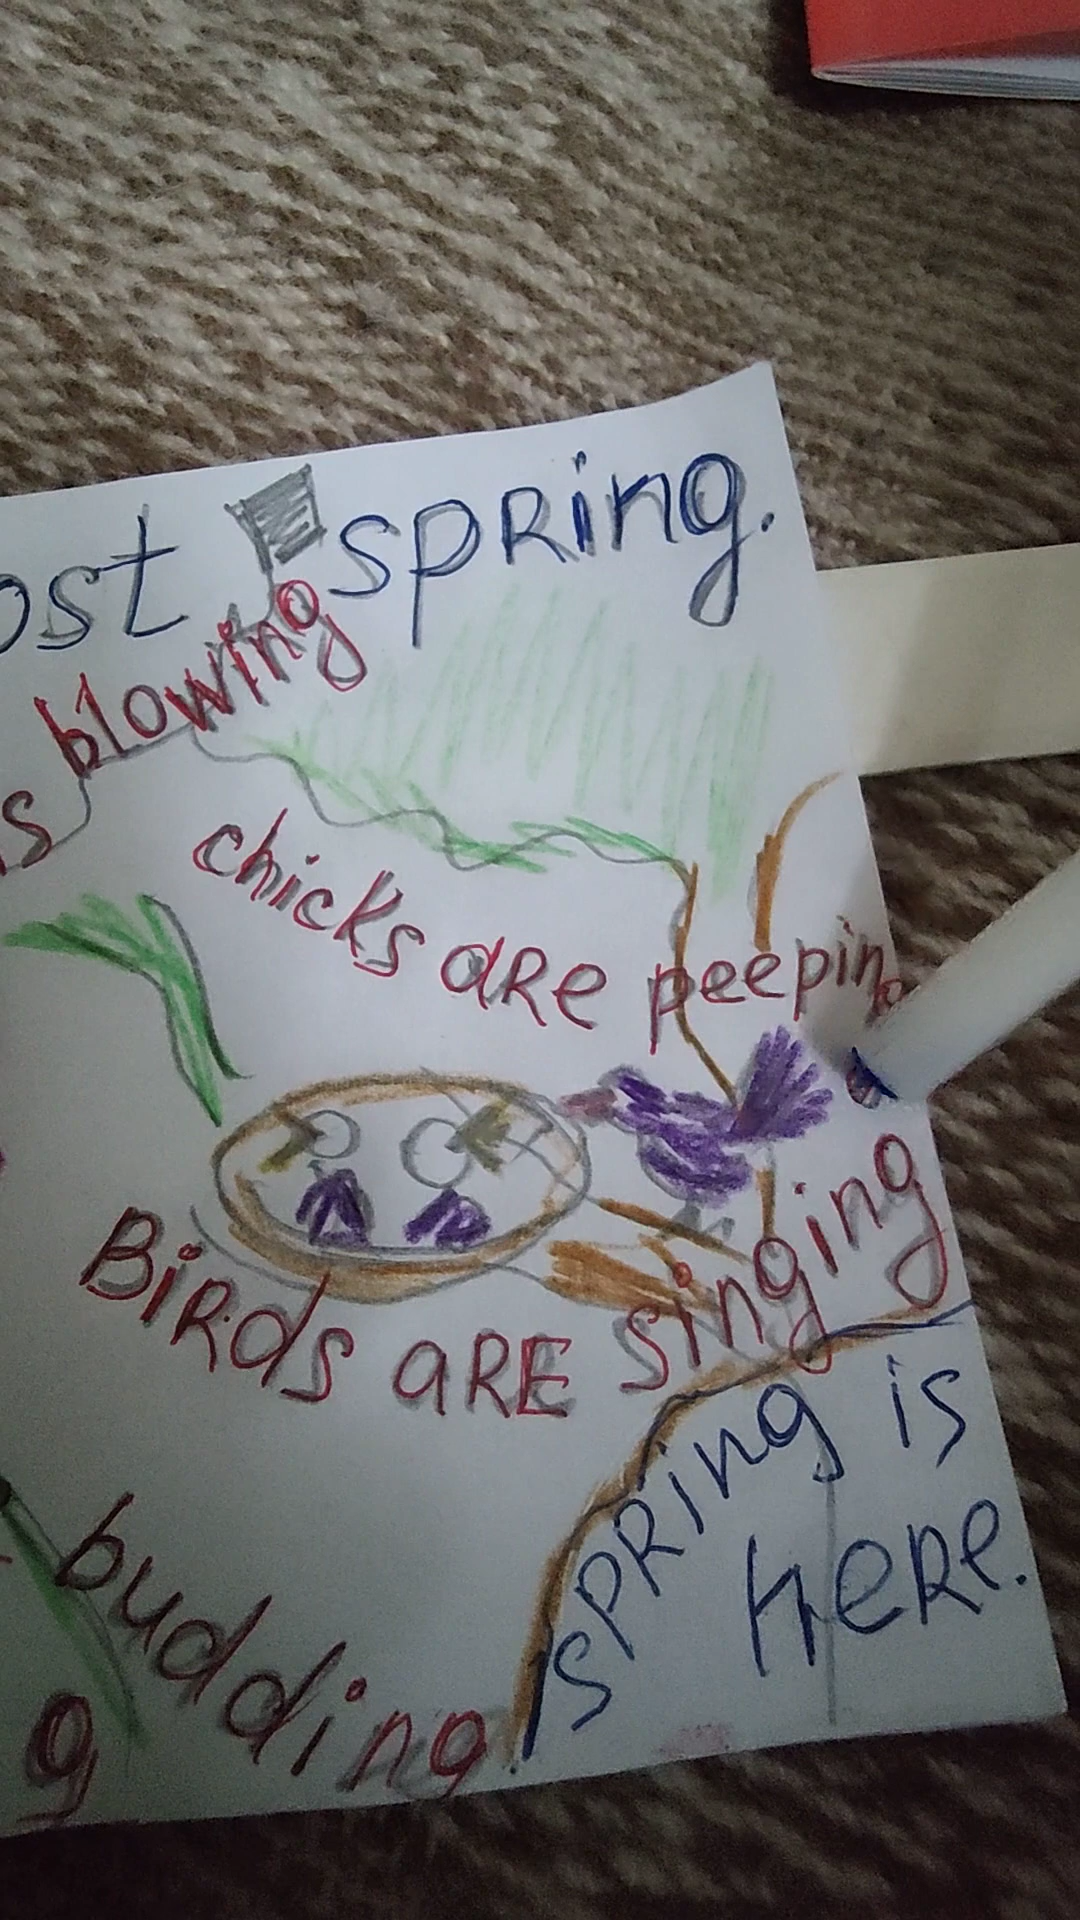 ost spring.
s blowing
chicks are peeping
Birds are singing
spring is
here.
budding
g